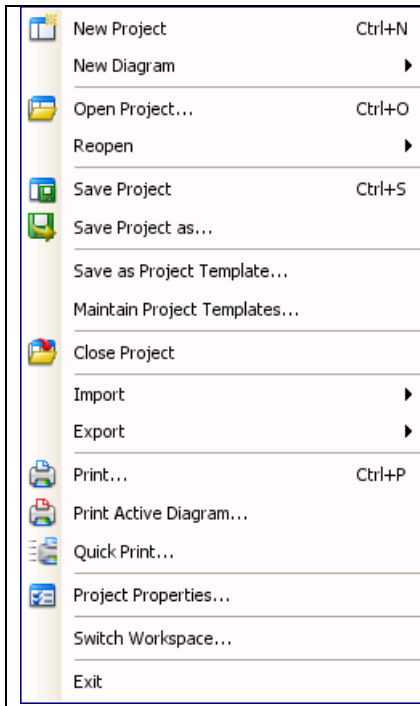 New Project Ctrl+N
New Diagram
Open Project... Ctrl+O
Reopen
Save Project Ctrl+S
Save Project as...
Save as Project Template...
Maintain Project Templates...
Close Project
Import
Export
Print... Ctrl+P
Print Active Diagram...
Quick Print...
Project Properties...
Switch Workspace...
Exit